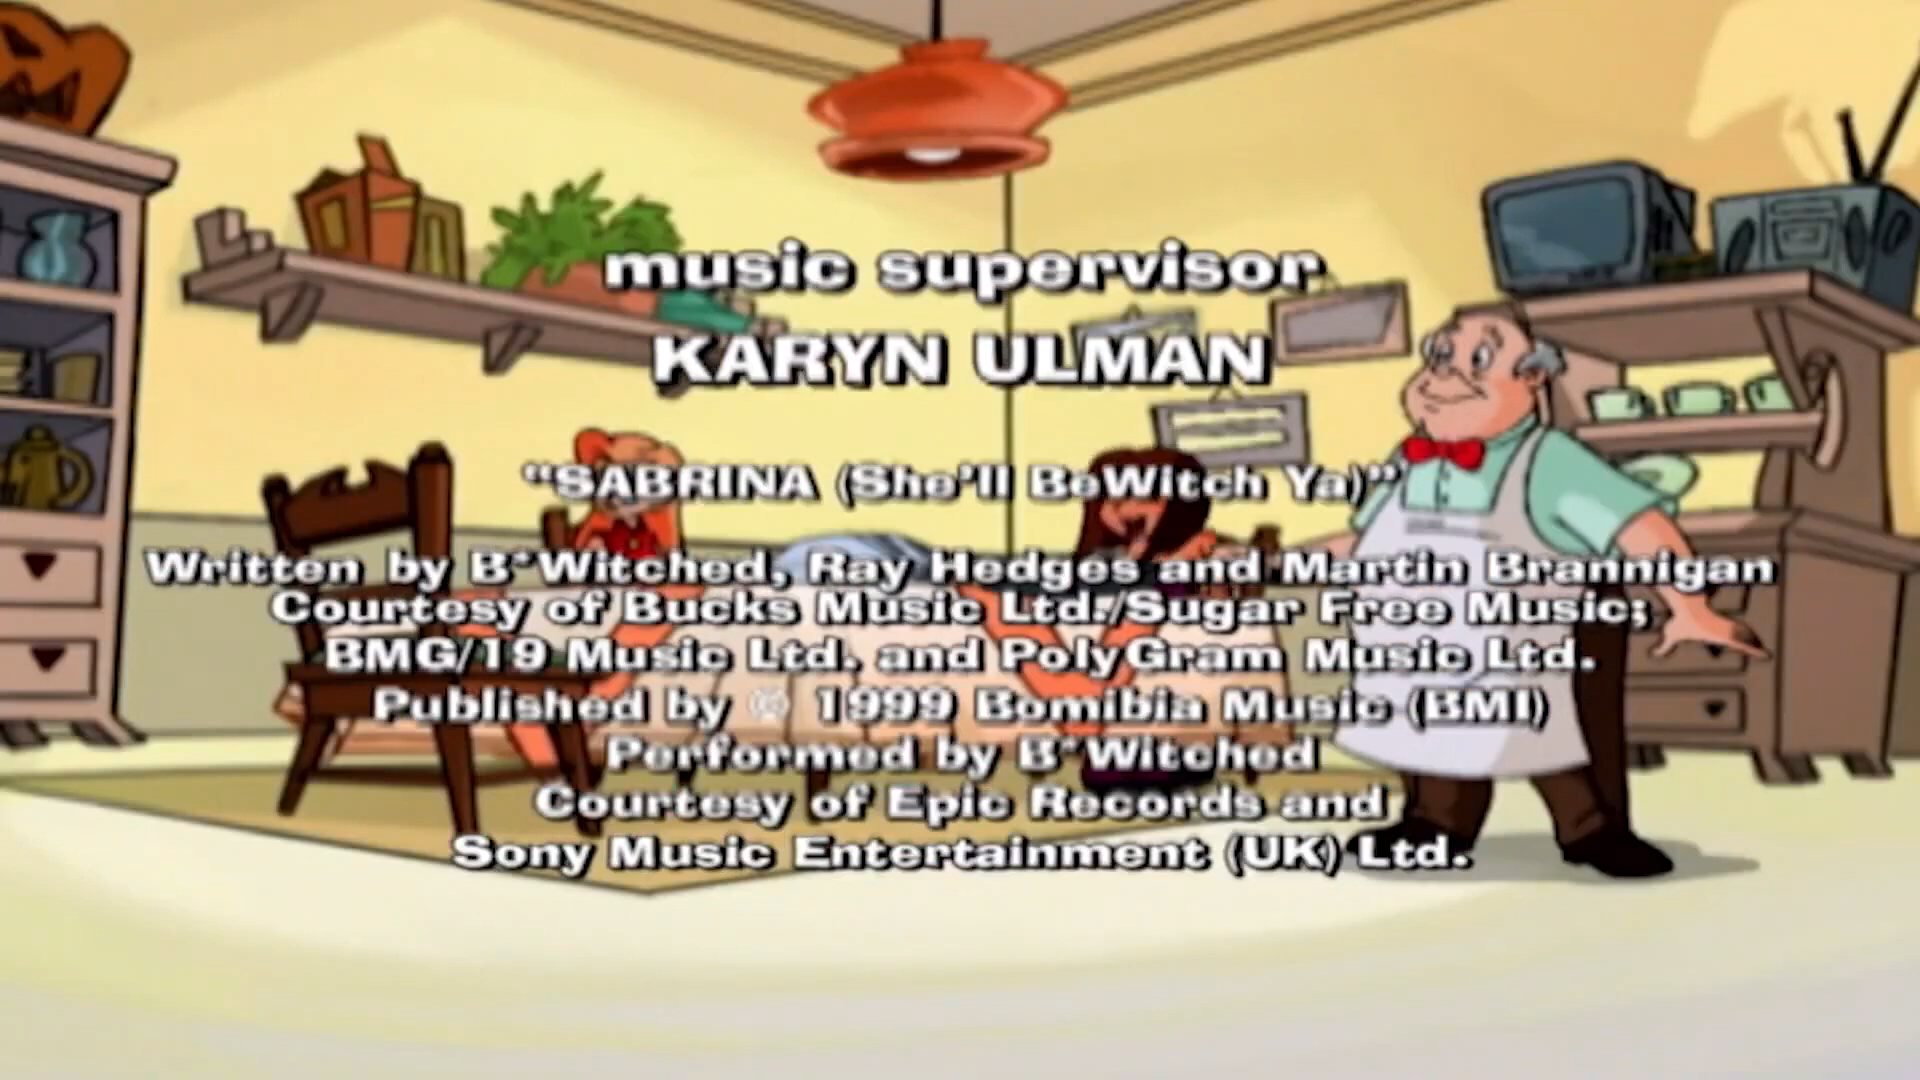 music supervisor
KARYN ULMAN
“SABRINA (She’ll BeWitch Ya)”
Written by B*Witched, Ray Hedges and Martin Brannigan
Courtesy of Bucks Music Ltd./Sugar Free Music;
BMG/19 Music Ltd. and PolyGram Music Ltd.
Published by © 1999 Bomibia Music (BMI)
Performed by B*Witched
Courtesy of Epic Records and
Sony Music Entertainment (UK) Ltd.